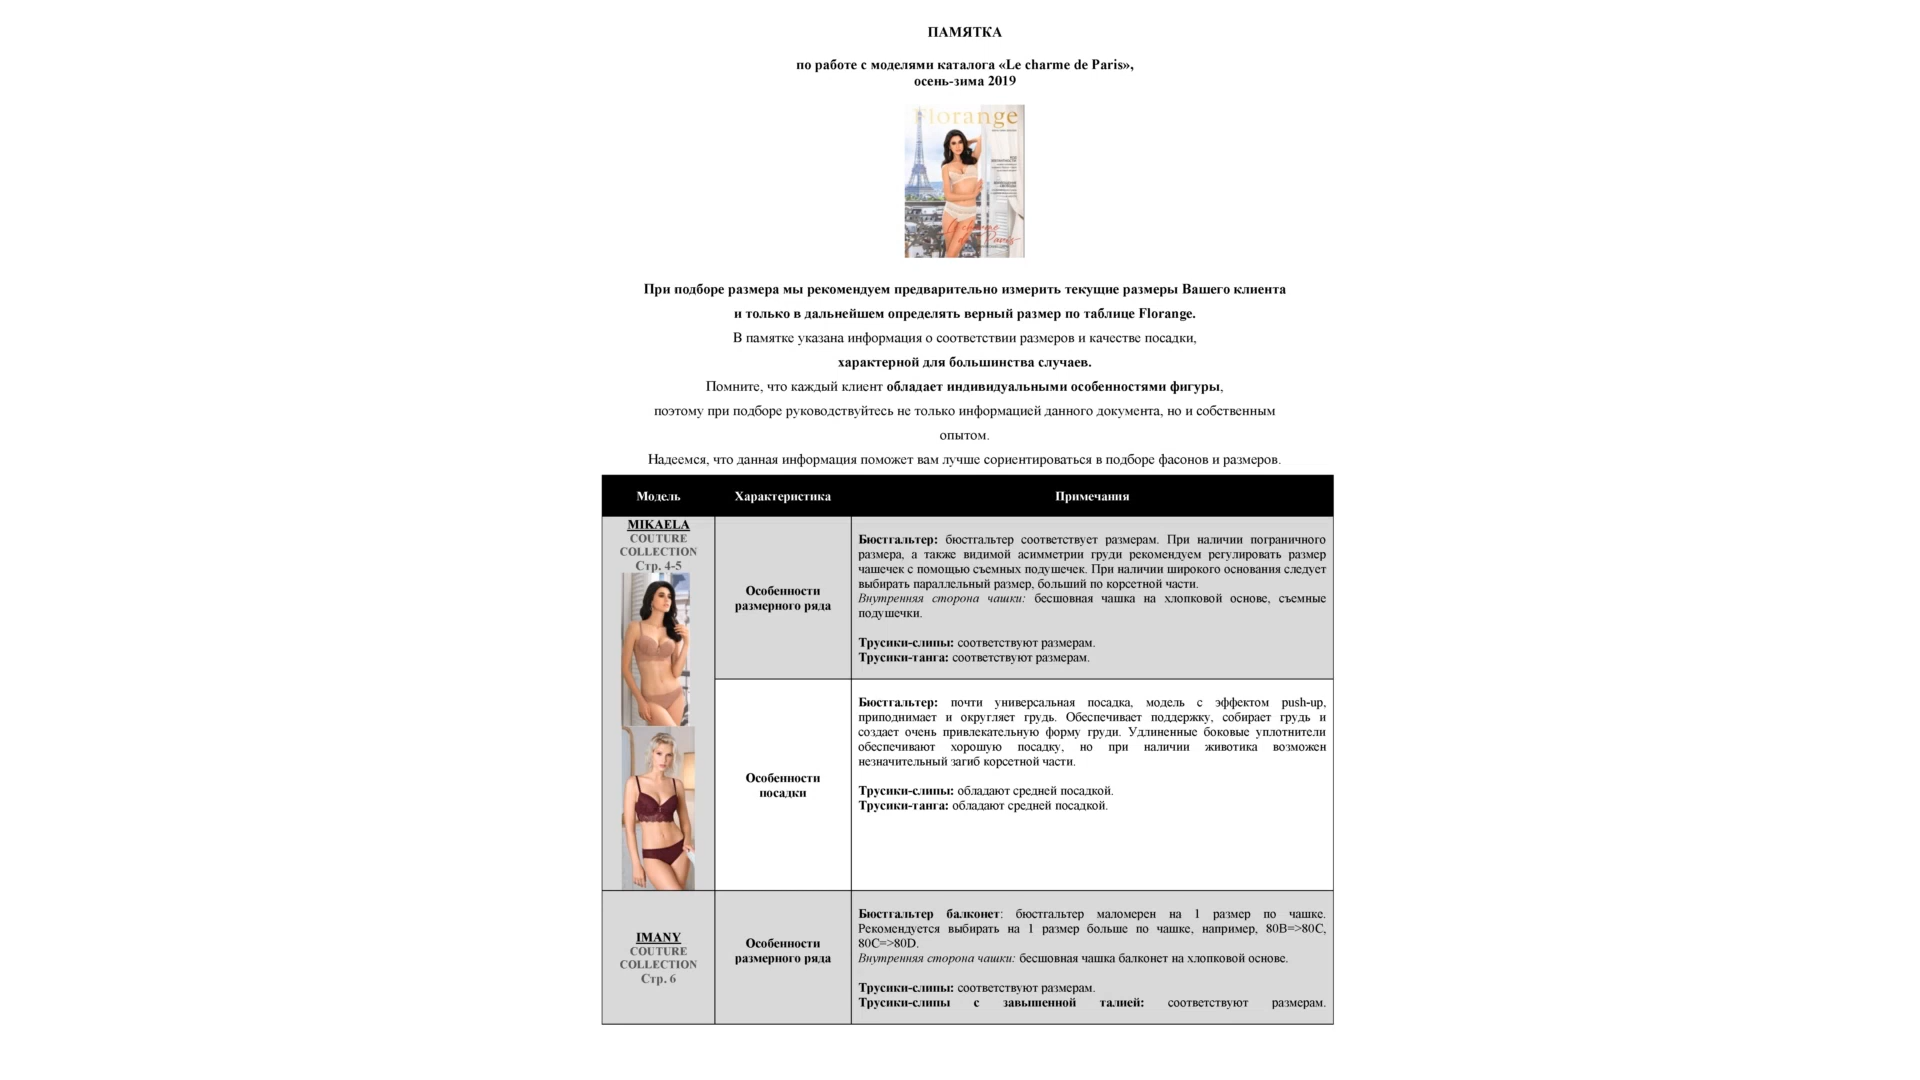 ПАМЯТКА
по работе с моделями каталога «Le charme de Paris»,
осень-зима 2019
Florange
Le charme
de Paris
При подборе размера мы рекомендуем предварительно измерить текущие размеры Вашего клиента
и только в дальнейшем определять верный размер по таблице Florange.
В памятке указана информация о соответствии размеров и качестве посадки,
характерной для большинства случаев.
Помните, что каждый клиент обладает индивидуальными особенностями фигуры,
поэтому при подборе руководствуйтесь не только информацией данного документа, но и собственным
опытом.
Надеемся, что данная информация поможет вам лучше сориентироваться в подборе фасонов и размеров.
Модель Характеристика Примечания
MIKAELA
COUTURE
COLLECTION
Стр. 4-5
Особенности
размерного ряда
Бюстгальтер: бюстгальтер соответствует размерам. При наличии пограничного
размера, а также видимой асимметрии груди рекомендуем регулировать размер
чашечек с помощью съемных подушечек. При наличии широкого основания следует
выбирать параллельный размер, больший по корсетной части.
Внутренняя сторона чашки: бесшовная чашка на хлопковой основе, съемные
подушечки.
Трусики-слипы: соответствуют размерам.
Трусики-танга: соответствуют размерам.
Особенности
посадки
Бюстгальтер: почти универсальная посадка, модель с эффектом push-up,
приподнимает и округляет грудь. Обеспечивает поддержку, собирает грудь и
создает очень привлекательную форму груди. Удлиненные боковые уплотнители
обеспечивают хорошую посадку, но при наличии животика возможен
незначительный загиб корсетной части.
Трусики-слипы: обладают средней посадкой.
Трусики-танга: обладают средней посадкой.
IMANY
COUTURE
COLLECTION
Стр. 6
Особенности
размерного ряда
Бюстгальтер балконет: бюстгальтер маломерен на 1 размер по чашке.
Рекомендуется выбирать на 1 размер больше по чашке, например, 80B=>80C,
80C=>80D.
Внутренняя сторона чашки: бесшовная чашка балконет на хлопковой основе.
Трусики-слипы: соответствуют размерам.
Трусики-слипы с завышенной талией: соответствуют размерам.